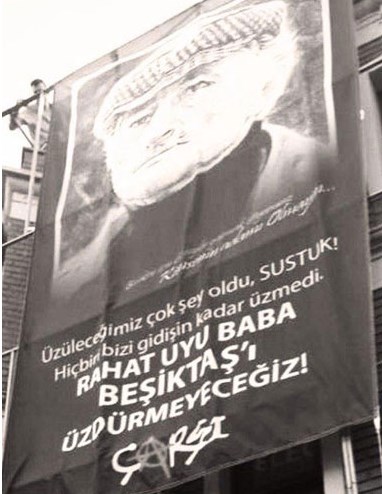 Üzüleceğimiz çok şey oldu, SUSTUK!
Hiçbiri bizi gidişin kadar üzmedi.
RAHAT UYU BABA
BEŞİKTAŞ'ı
ÜZDÜRMEYECEĞİZ!
ÇARŞI